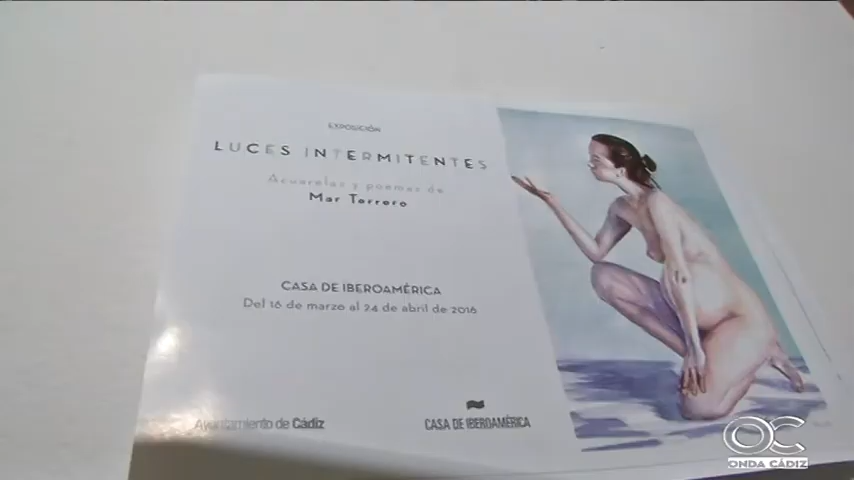 EXPOSICIÓN
LUCES INTERMITENTES
Acuarelas y poemas de
Mar Terrero
CASA DE IBEROAMÉRICA
Del 16 de marzo al 24 de abril de 2016
Ayuntamiento de Cádiz
CASA DE IBEROAMÉRICA
OC
ONDA CÁDIZ